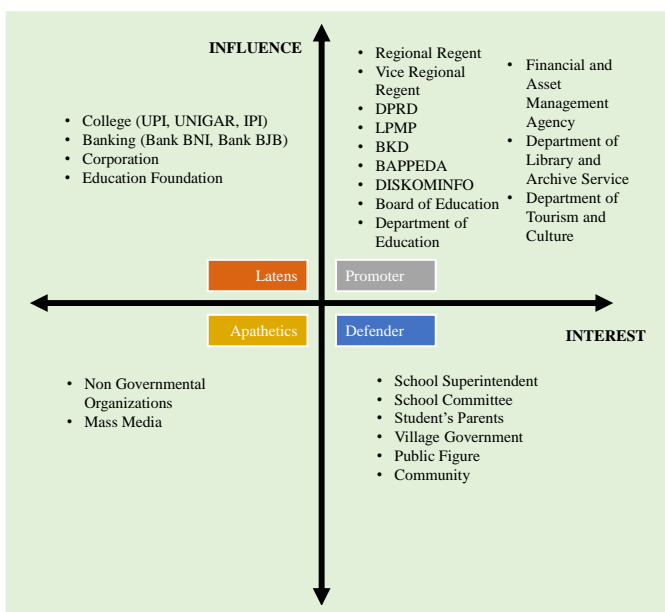 INFLUENCE
• College (UPI, UNIGAR, IPI)
• Banking (Bank BNI, Bank BJB)
• Corporation
• Education Foundation
• Regional Regent
• Vice Regional
Regent
• DPRD
• LPMP
• BKD
• BAPPEDA
• DISKOMINFO
• Board of Education
• Department of
Education
• Financial and
Asset
Management
Agency
• Department of
Library and
Archive Service
• Department of
Tourism and
Culture
Latens
Promoter
Apathetics
Defender
INTEREST
• Non Governmental
Organizations
• Mass Media
• School Superintendent
• School Committee
• Student’s Parents
• Village Government
• Public Figure
• Community